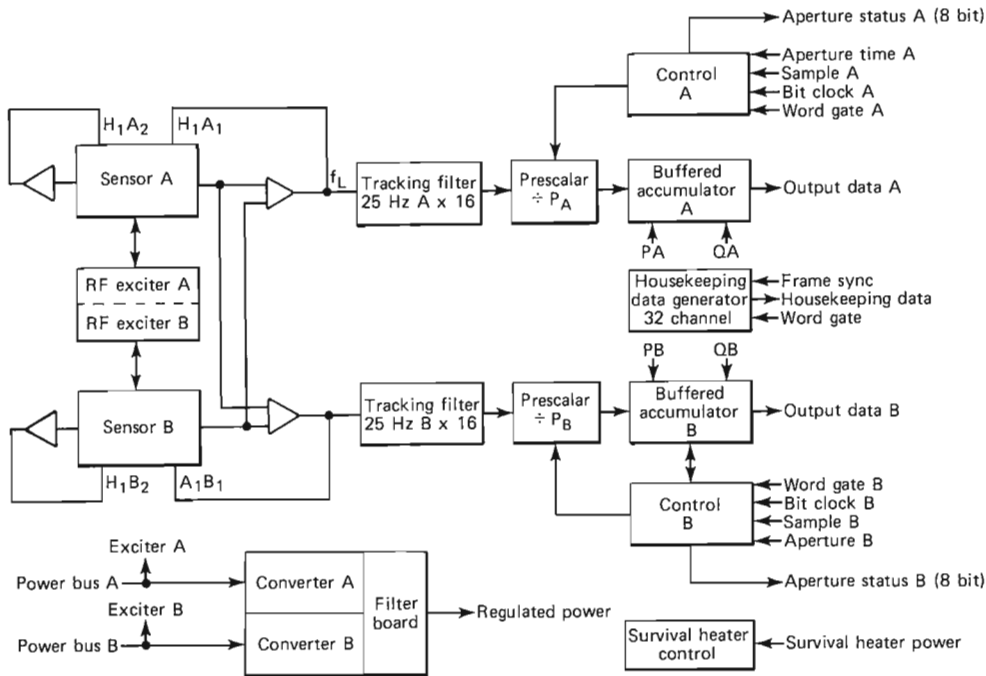 Aperture status A (8 bit)
Control
A
Aperture time A
Sample A
Bit clock A
Word gate A
H₁A₂
H₁A₁
Sensor A
fL
Tracking filter
25 Hz A x 16
Prescalar
÷ PA
Buffered
accumulator
A
Output data A
PA
QA
RF exciter A
RF exciter B
Housekeeping
data generator
32 channel
Frame sync
Housekeeping data
Word gate
PB
QB
Sensor B
Tracking filter
25 Hz B x 16
Prescalar
÷ PB
Buffered
accumulator
B
Output data B
H₁B₂
A₁B₁
Control
B
Word gate B
Bit clock B
Sample B
Aperture B
Aperture status B (8 bit)
Exciter A
Power bus A
Exciter B
Power bus B
Converter A
Converter B
Filter
board
Regulated power
Survival heater
control
Survival heater power